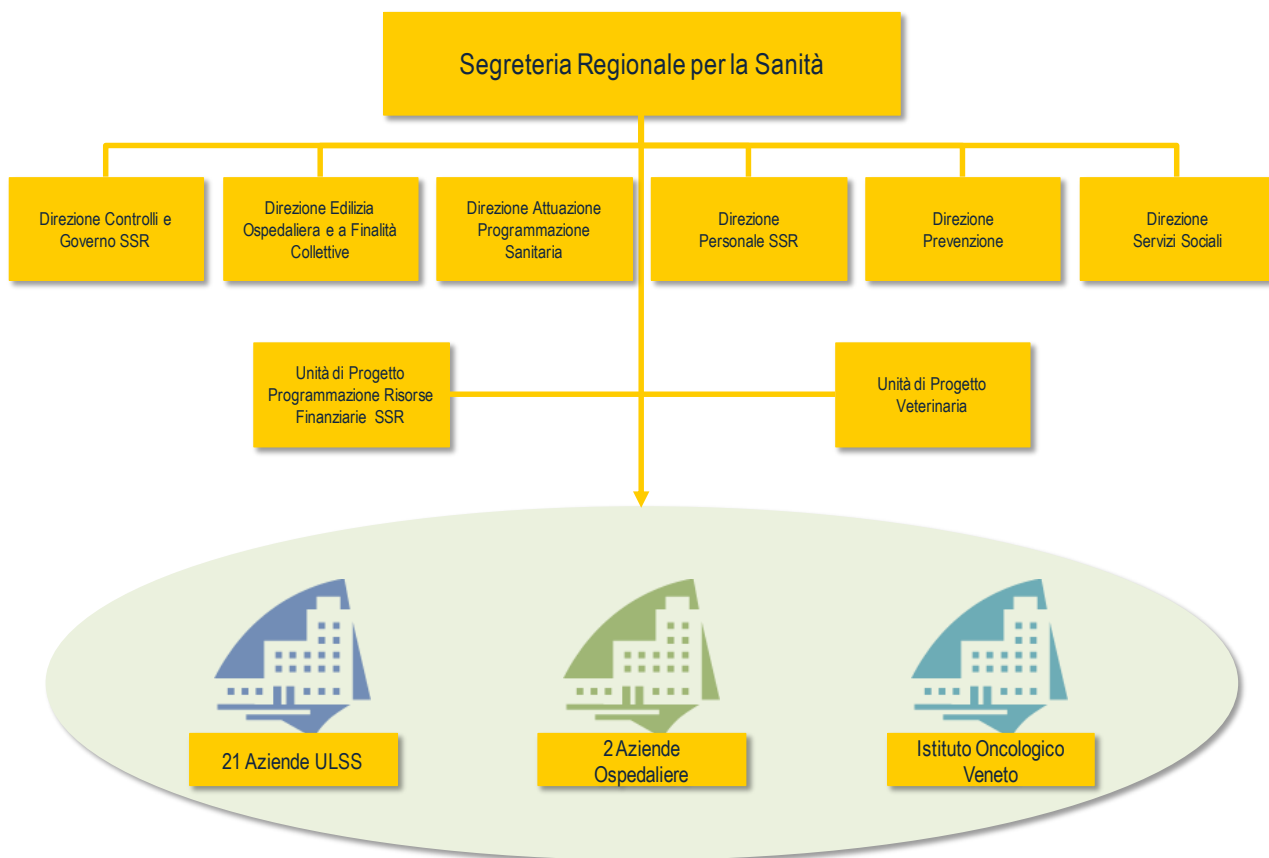 Segreteria Regionale per la Sanità
Direzione Controlli e
Governo SSR
Direzione Edilizia
Ospedaliera e a Finalità
Collettive
Direzione Attuazione
Programmazione
Sanitaria
Direzione
Personale SSR
Direzione
Prevenzione
Direzione
Servizi Sociali
Unità di Progetto
Programmazione Risorse
Finanziarie SSR
Unità di Progetto
Veterinaria
21 Aziende ULSS
2 Aziende
Ospedaliere
Istituto Oncologico
Veneto